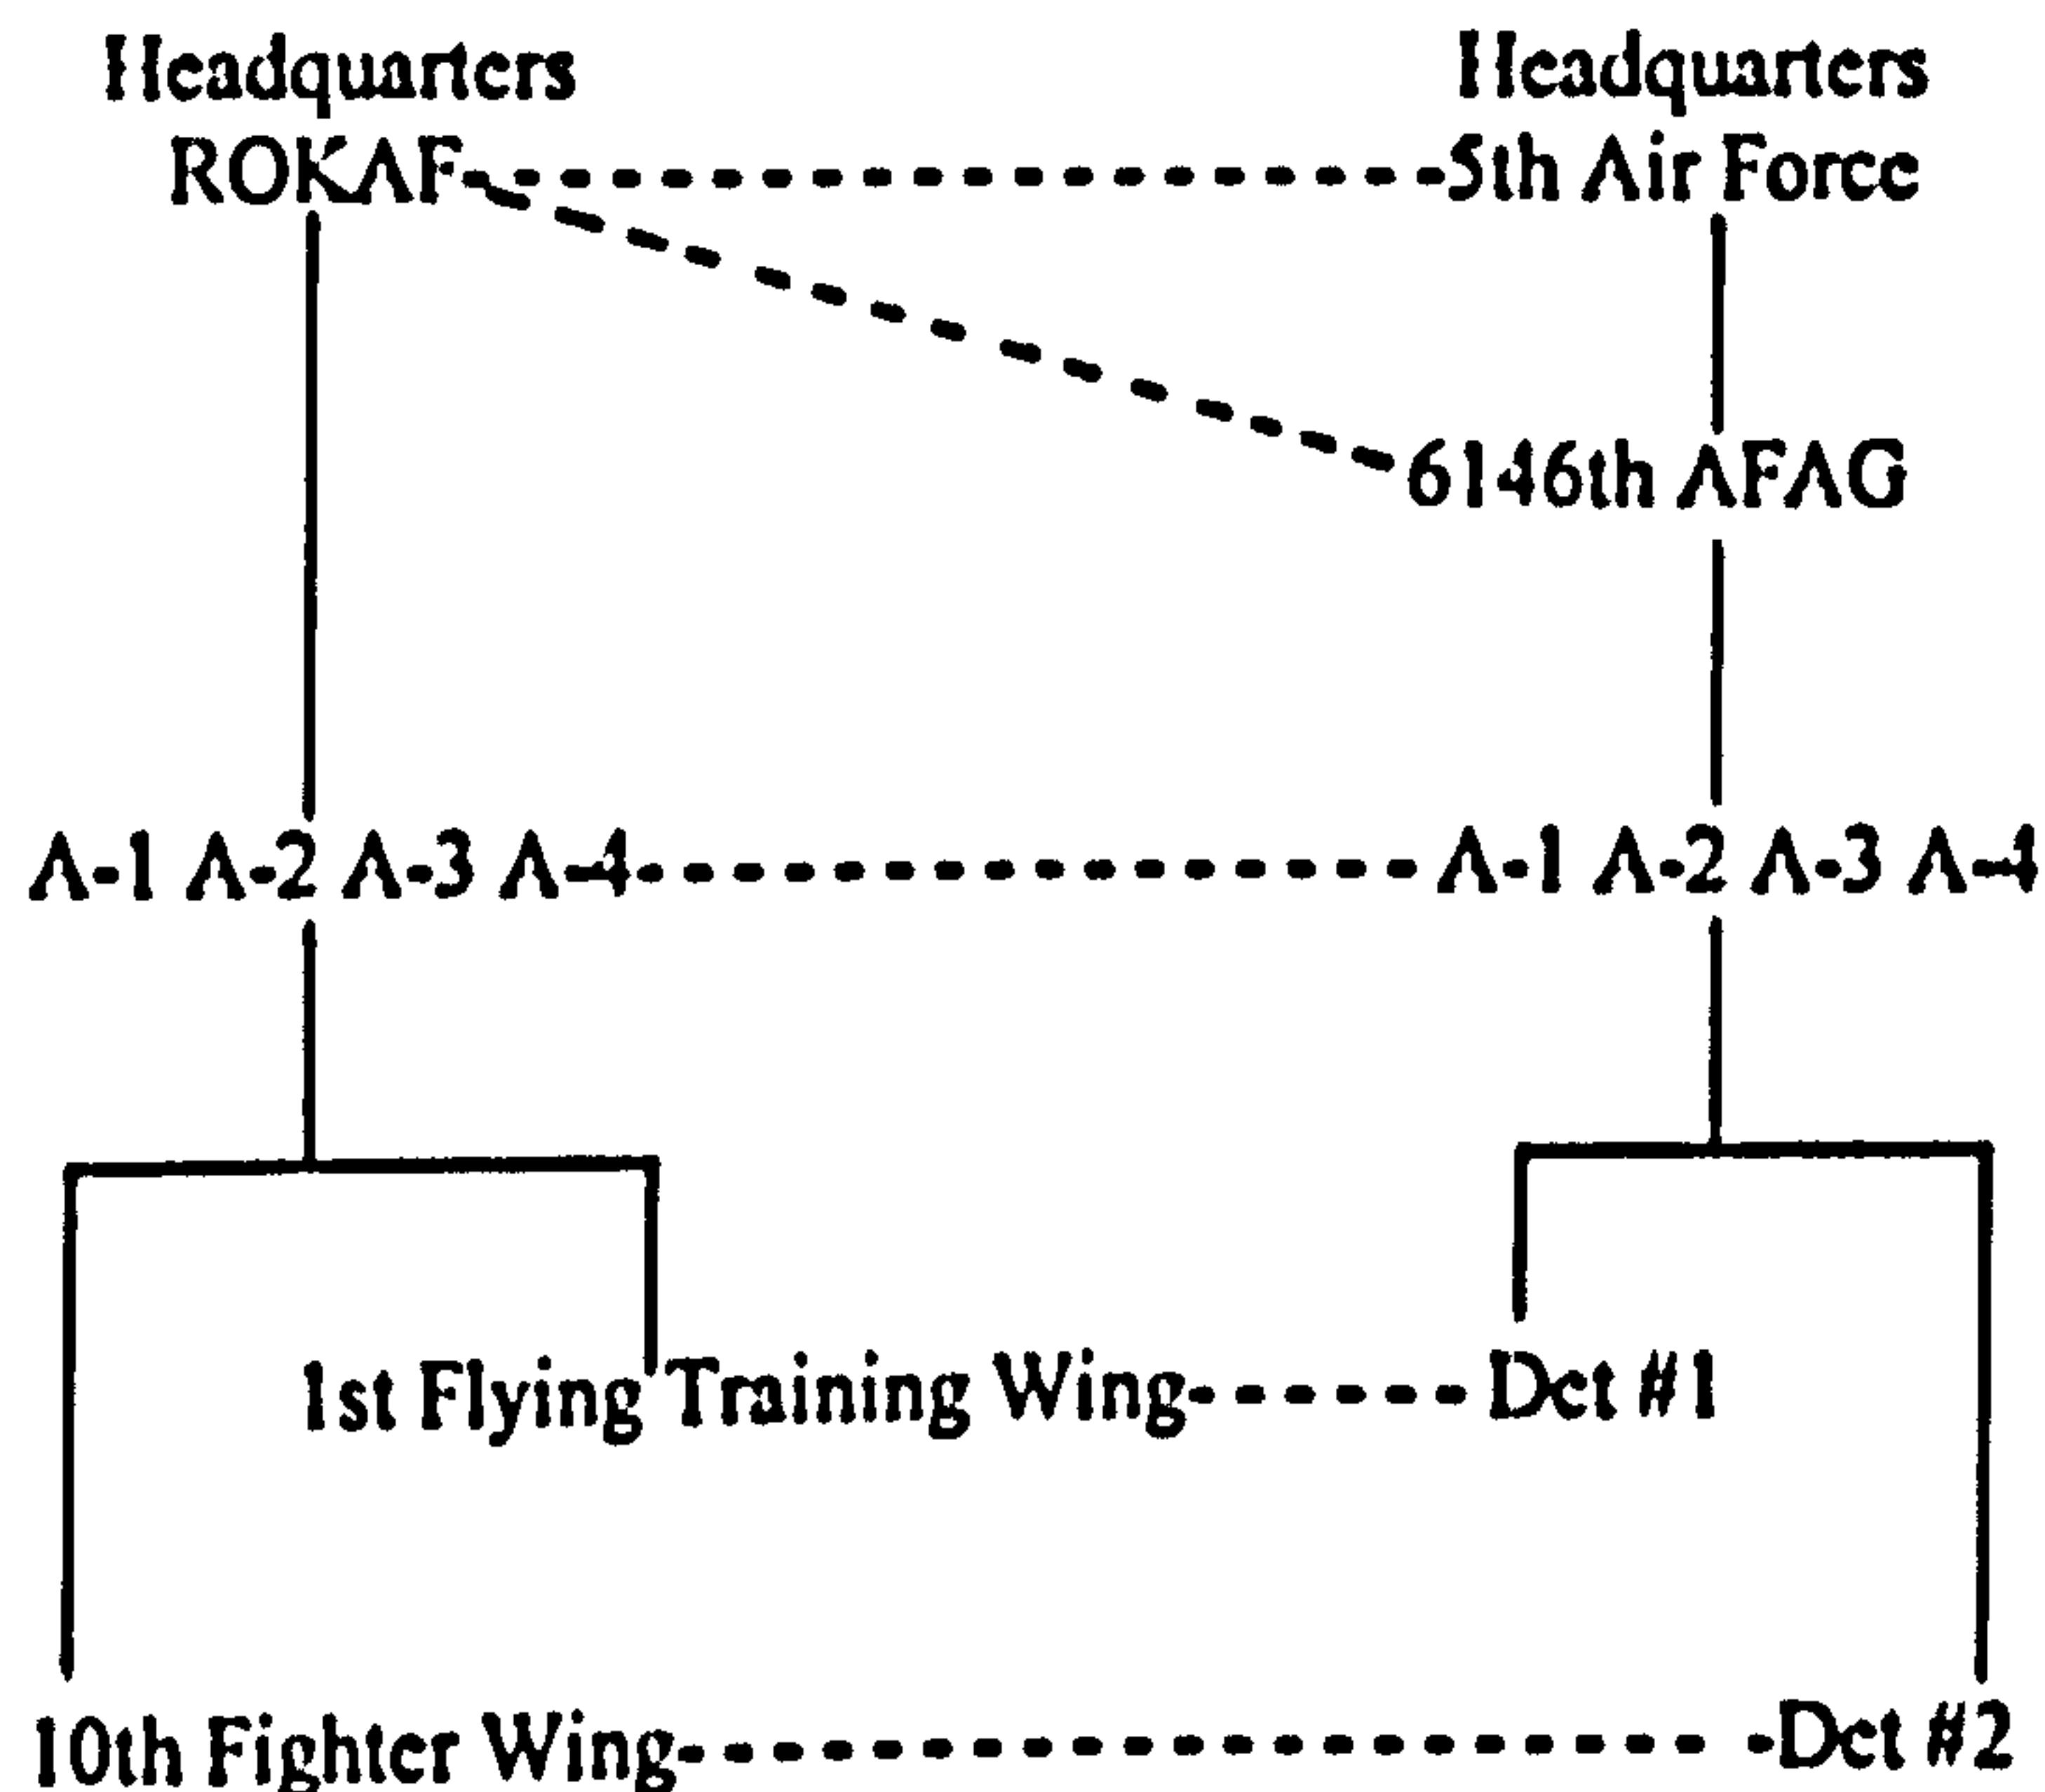 Headquarters Headquarters
ROKAF 5th Air Force
6146th AFAG
A-1 A-2 A-3 A-4 A-1 A-2 A-3 A-4
1st Flying Training Wing Det #1
10th Fighter Wing Det #2